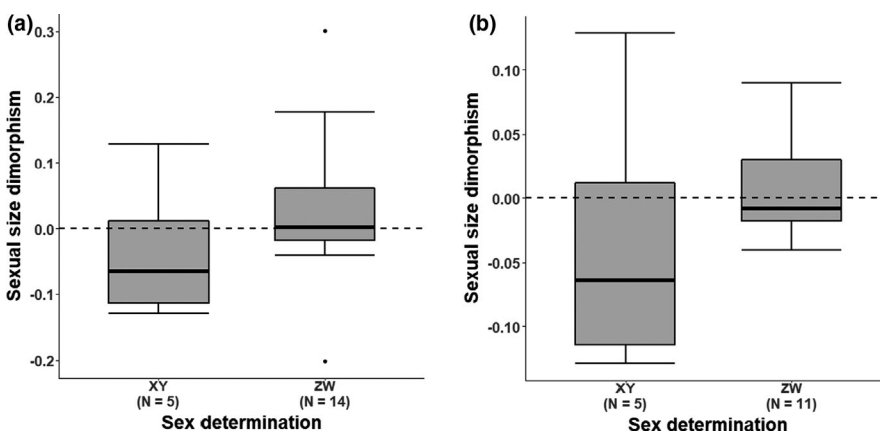 (a)
Sexual size dimorphism
0.3
0.2
0.1
0.0
-0.1
-0.2
XY
(N = 5)
ZW
(N = 14)
Sex determination
(b)
Sexual size dimorphism
0.10
0.05
0.00
-0.05
-0.10
XY
(N = 5)
ZW
(N = 11)
Sex determination